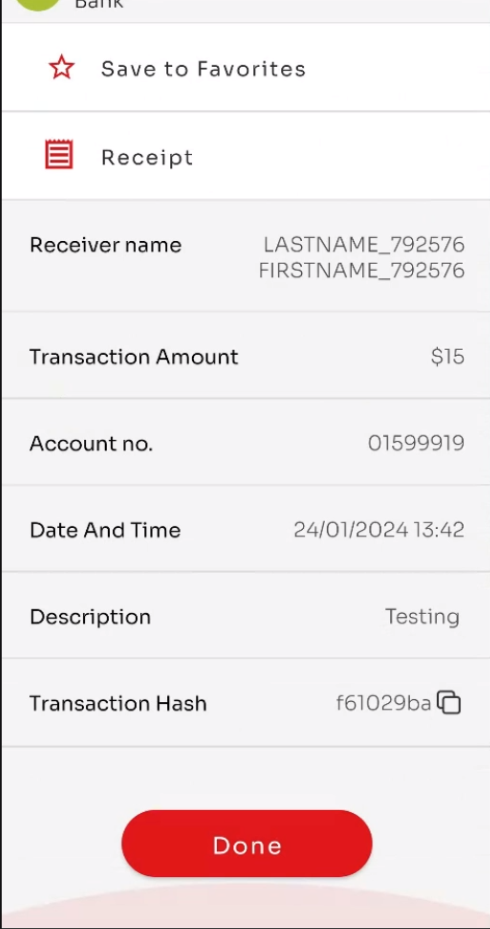 Bank
Save to Favorites
Receipt
Receiver name LASTNAME_792576
FIRSTNAME_792576
Transaction Amount $15
Account no. 01599919
Date And Time 24/01/2024 13:42
Description Testing
Transaction Hash f61029ba
Done